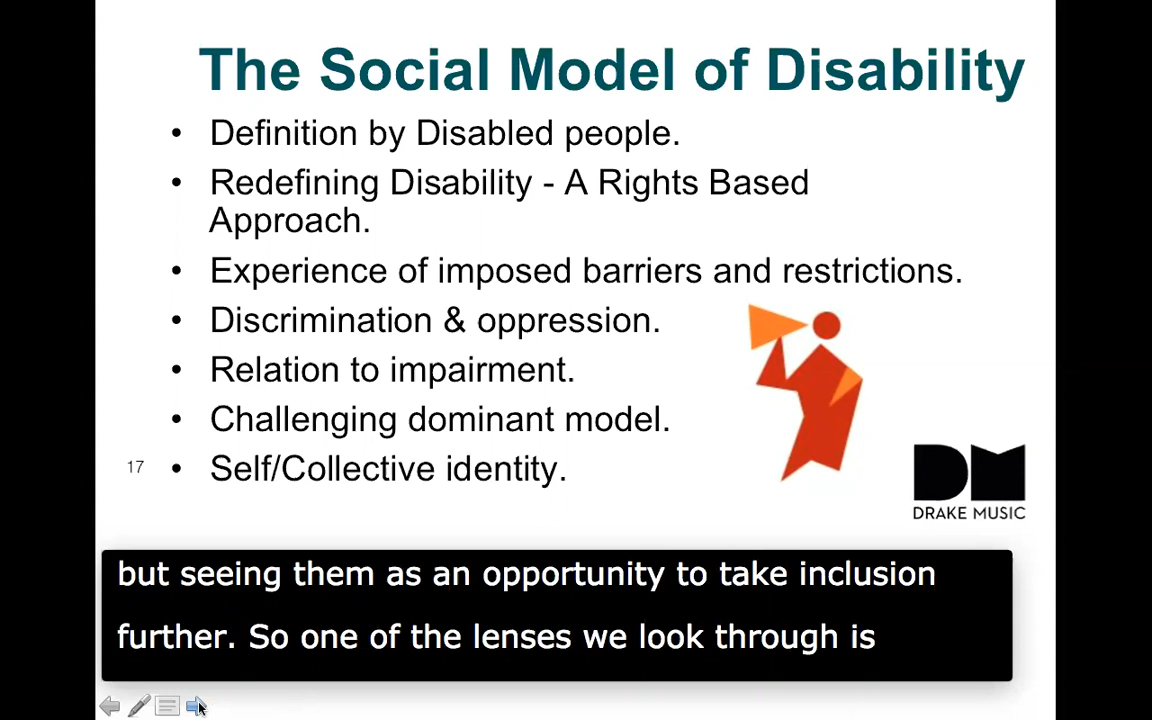 The Social Model of Disability
• Definition by Disabled people.
• Redefining Disability - A Rights Based
Approach.
• Experience of imposed barriers and restrictions.
• Discrimination & oppression.
• Relation to impairment.
• Challenging dominant model.
17
• Self/Collective identity.
DM
DRAKE MUSIC
but seeing them as an opportunity to take inclusion
further. So one of the lenses we look through is